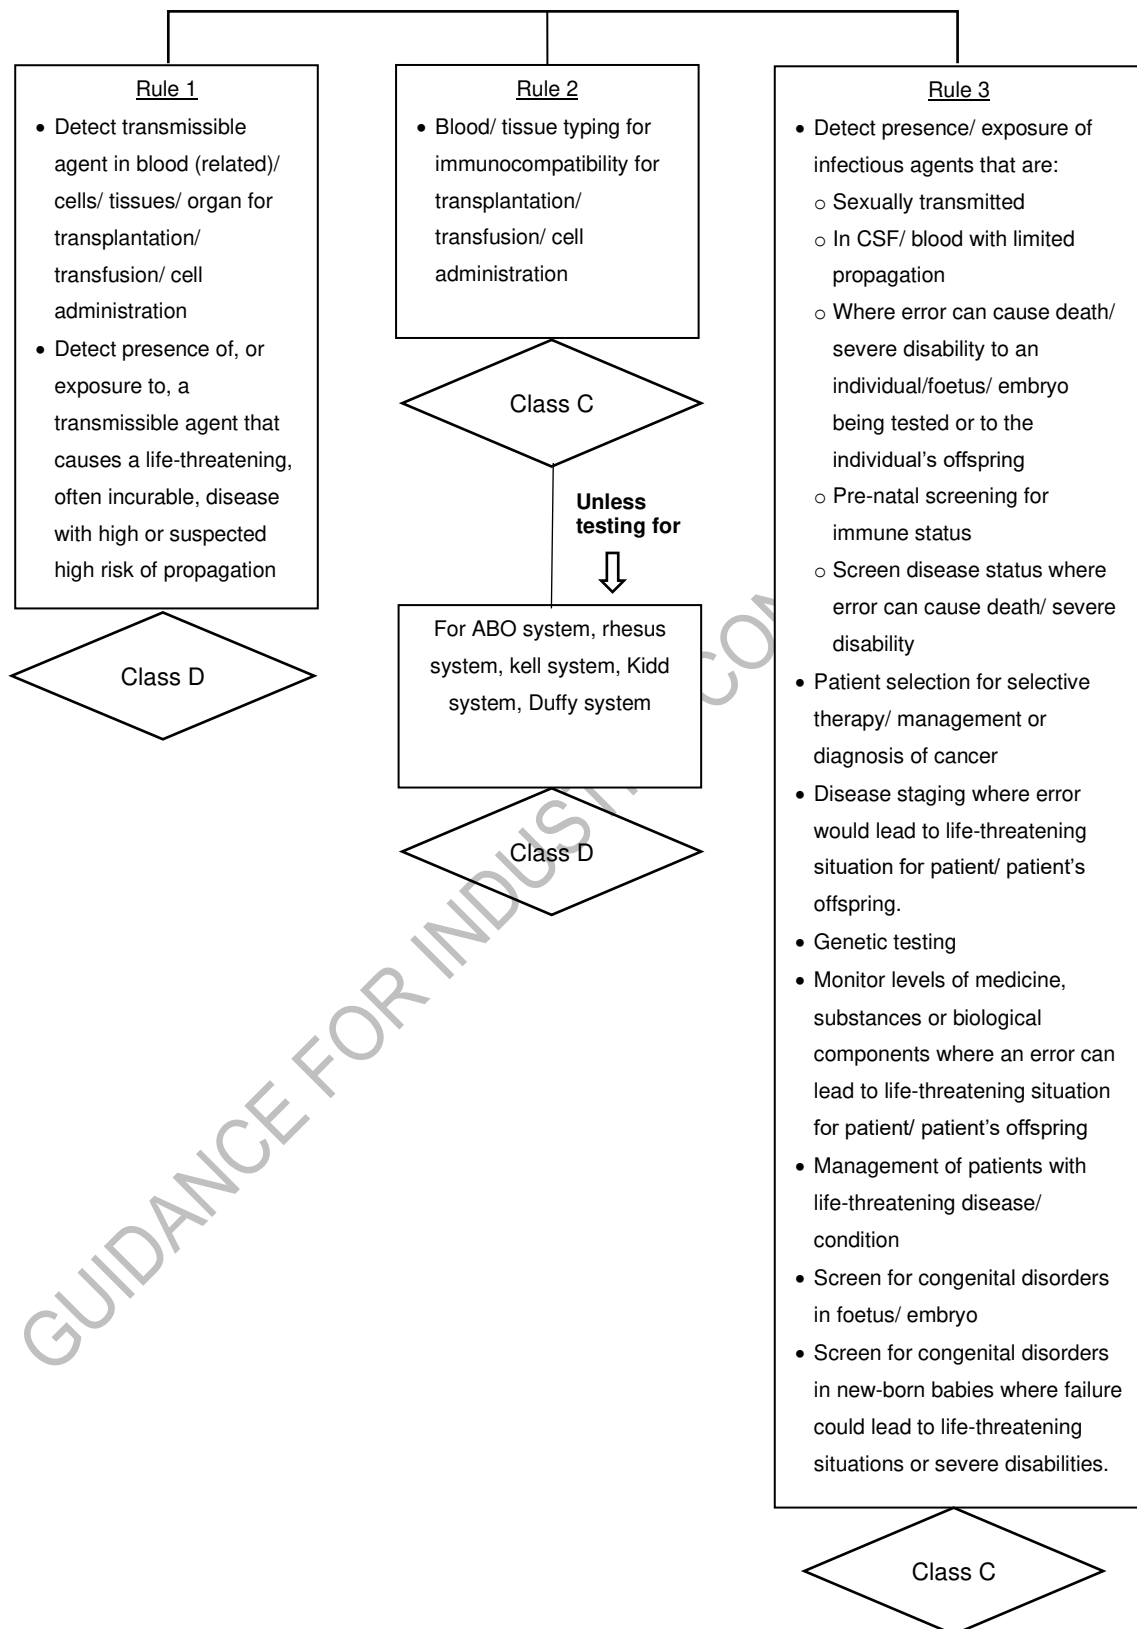 Rule 1
• Detect transmissible
agent in blood (related)/
cells/ tissues/ organ for
transplantation/
transfusion/ cell
administration
• Detect presence of, or
exposure to, a
transmissible agent that
causes a life-threatening,
often incurable, disease
with high or suspected
high risk of propagation
Class D
Rule 2
• Blood/ tissue typing for
immunocompatibility for
transplantation/
transfusion/ cell
administration
Class C
Unless
testing for
For ABO system, rhesus
system, kell system, Kidd
system, Duffy system
Class D
Rule 3
• Detect presence/ exposure of
infectious agents that are:
o Sexually transmitted
o In CSF/ blood with limited
propagation
o Where error can cause death/
severe disability to an
individual/foetus/ embryo
being tested or to the
individual's offspring
o Pre-natal screening for
immune status
o Screen disease status where
error can cause death/ severe
disability
• Patient selection for selective
therapy/ management or
diagnosis of cancer
• Disease staging where error
would lead to life-threatening
situation for patient/ patient's
offspring.
• Genetic testing
• Monitor levels of medicine,
substances or biological
components where an error can
lead to life-threatening situation
for patient/ patient's offspring
• Management of patients with
life-threatening disease/
condition
• Screen for congenital disorders
in foetus/ embryo
• Screen for congenital disorders
in new-born babies where failure
could lead to life-threatening
situations or severe disabilities.
Class C
GUIDANCE FOR